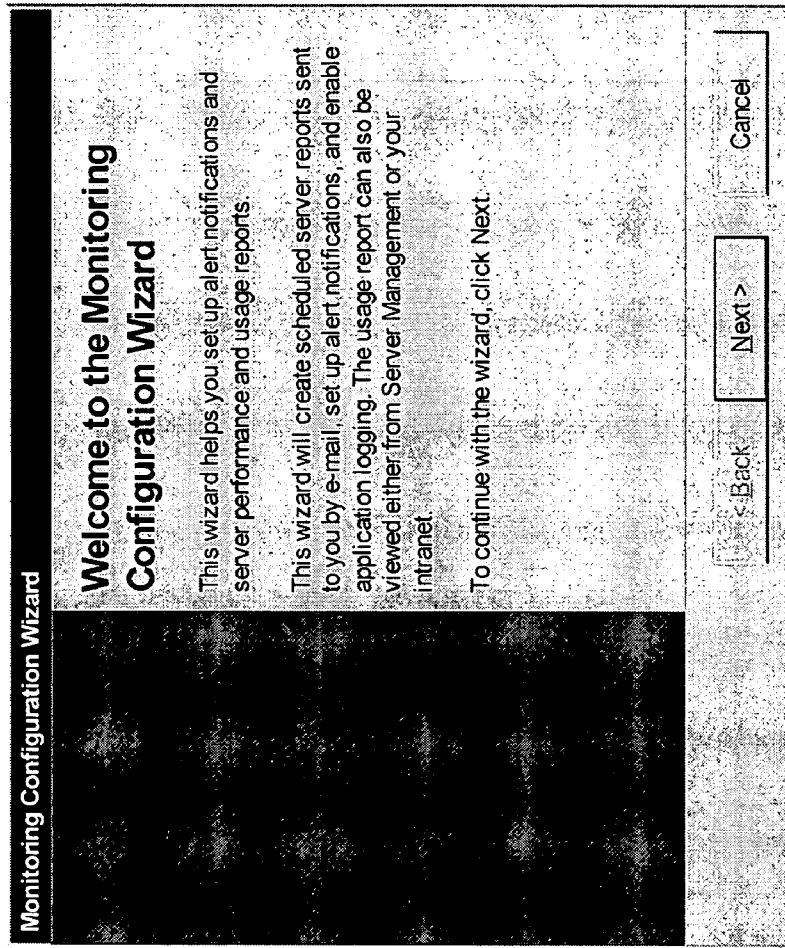 Monitoring Configuration Wizard
Welcome to the Monitoring
Configuration Wizard
This wizard helps you set up alert notifications and
server performance and usage reports.
This wizard will create scheduled server reports sent
to you by e-mail, set up alert notifications, and enable
application logging. The usage report can also be
viewed either from Server Management or your
intranet.
To continue with the wizard, click Next.
< Back
Next >
Cancel